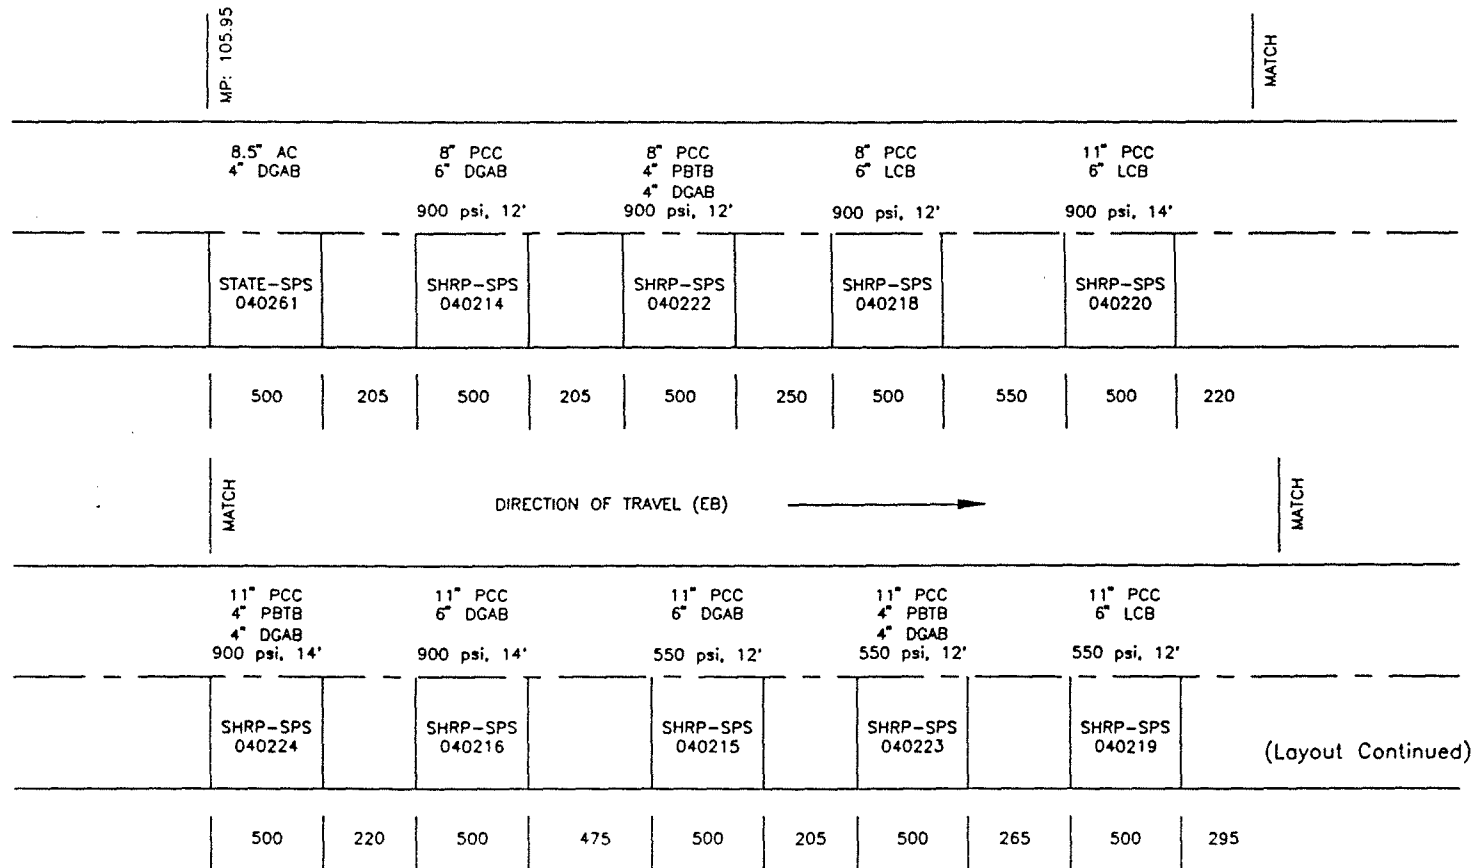 MP: 105.95
MATCH
8.5" AC
4" DGAB
8" PCC
6" DGAB
900 psi, 12'
8" PCC
4" PBTB
4" DGAB
900 psi, 12'
8" PCC
6" LCB
900 psi, 12'
11" PCC
6" LCB
900 psi, 14'
STATE-SPS
040261
SHRP-SPS
040214
SHRP-SPS
040222
SHRP-SPS
040218
SHRP-SPS
040220
500 205 500 205 500 250 500 550 500 220
MATCH
DIRECTION OF TRAVEL (EB)
MATCH
11" PCC
4" PBTB
4" DGAB
900 psi, 14'
11" PCC
6" DGAB
900 psi, 14'
11" PCC
6" DGAB
550 psi, 12'
11" PCC
4" PBTB
4" DGAB
550 psi, 12'
11" PCC
6" LCB
550 psi, 12'
SHRP-SPS
040224
SHRP-SPS
040216
SHRP-SPS
040215
SHRP-SPS
040223
SHRP-SPS
040219
(Layout Continued)
500 220 500 475 500 205 500 265 500 295